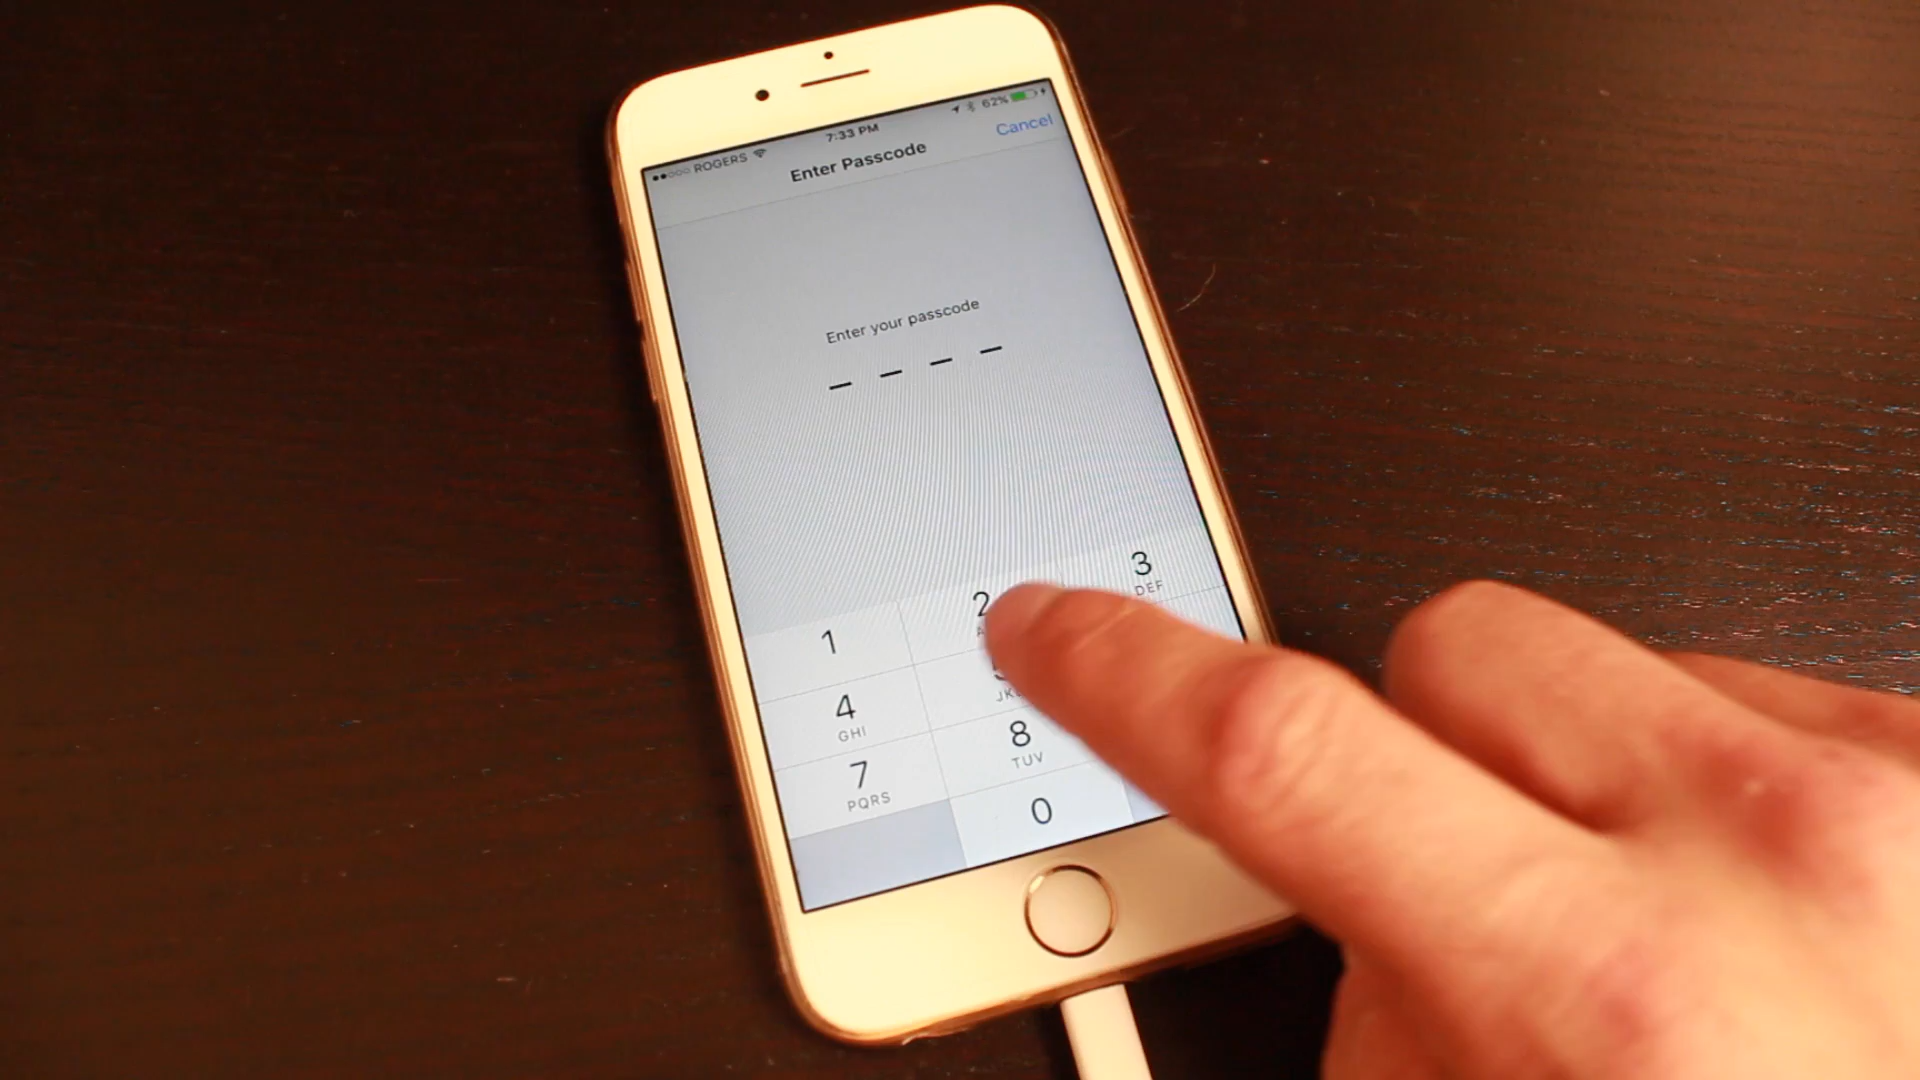 ROGERS 7:33 PM 62%
Enter Passcode Cancel
Enter your passcode
1 2 3
DEF
4
GHI JK
7 8
PQRS TUV
0